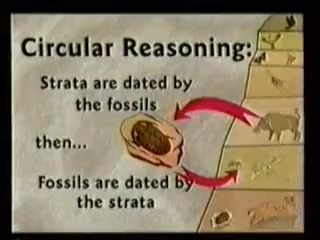 Circular Reasoning:
Strata are dated by
the fossils
then...
Fossils are dated by
the strata